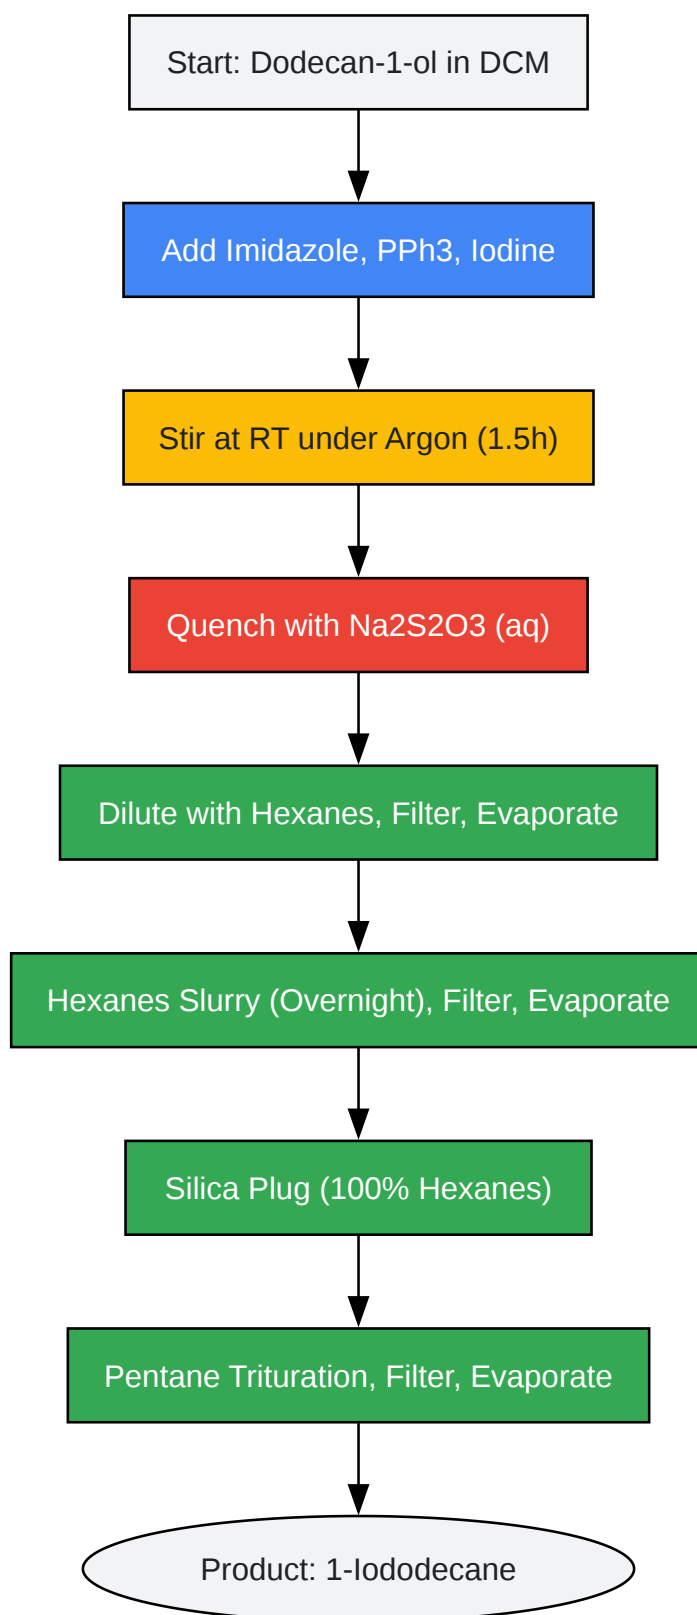 Start: Dodecan-1-ol in DCM
Add Imidazole, PPh3, Iodine
Stir at RT under Argon (1.5h)
Quench with Na2S2O3 (aq)
Dilute with Hexanes, Filter, Evaporate
Hexanes Slurry (Overnight), Filter, Evaporate
Silica Plug (100% Hexanes)
Pentane Trituration, Filter, Evaporate
Product: 1-Iododecane